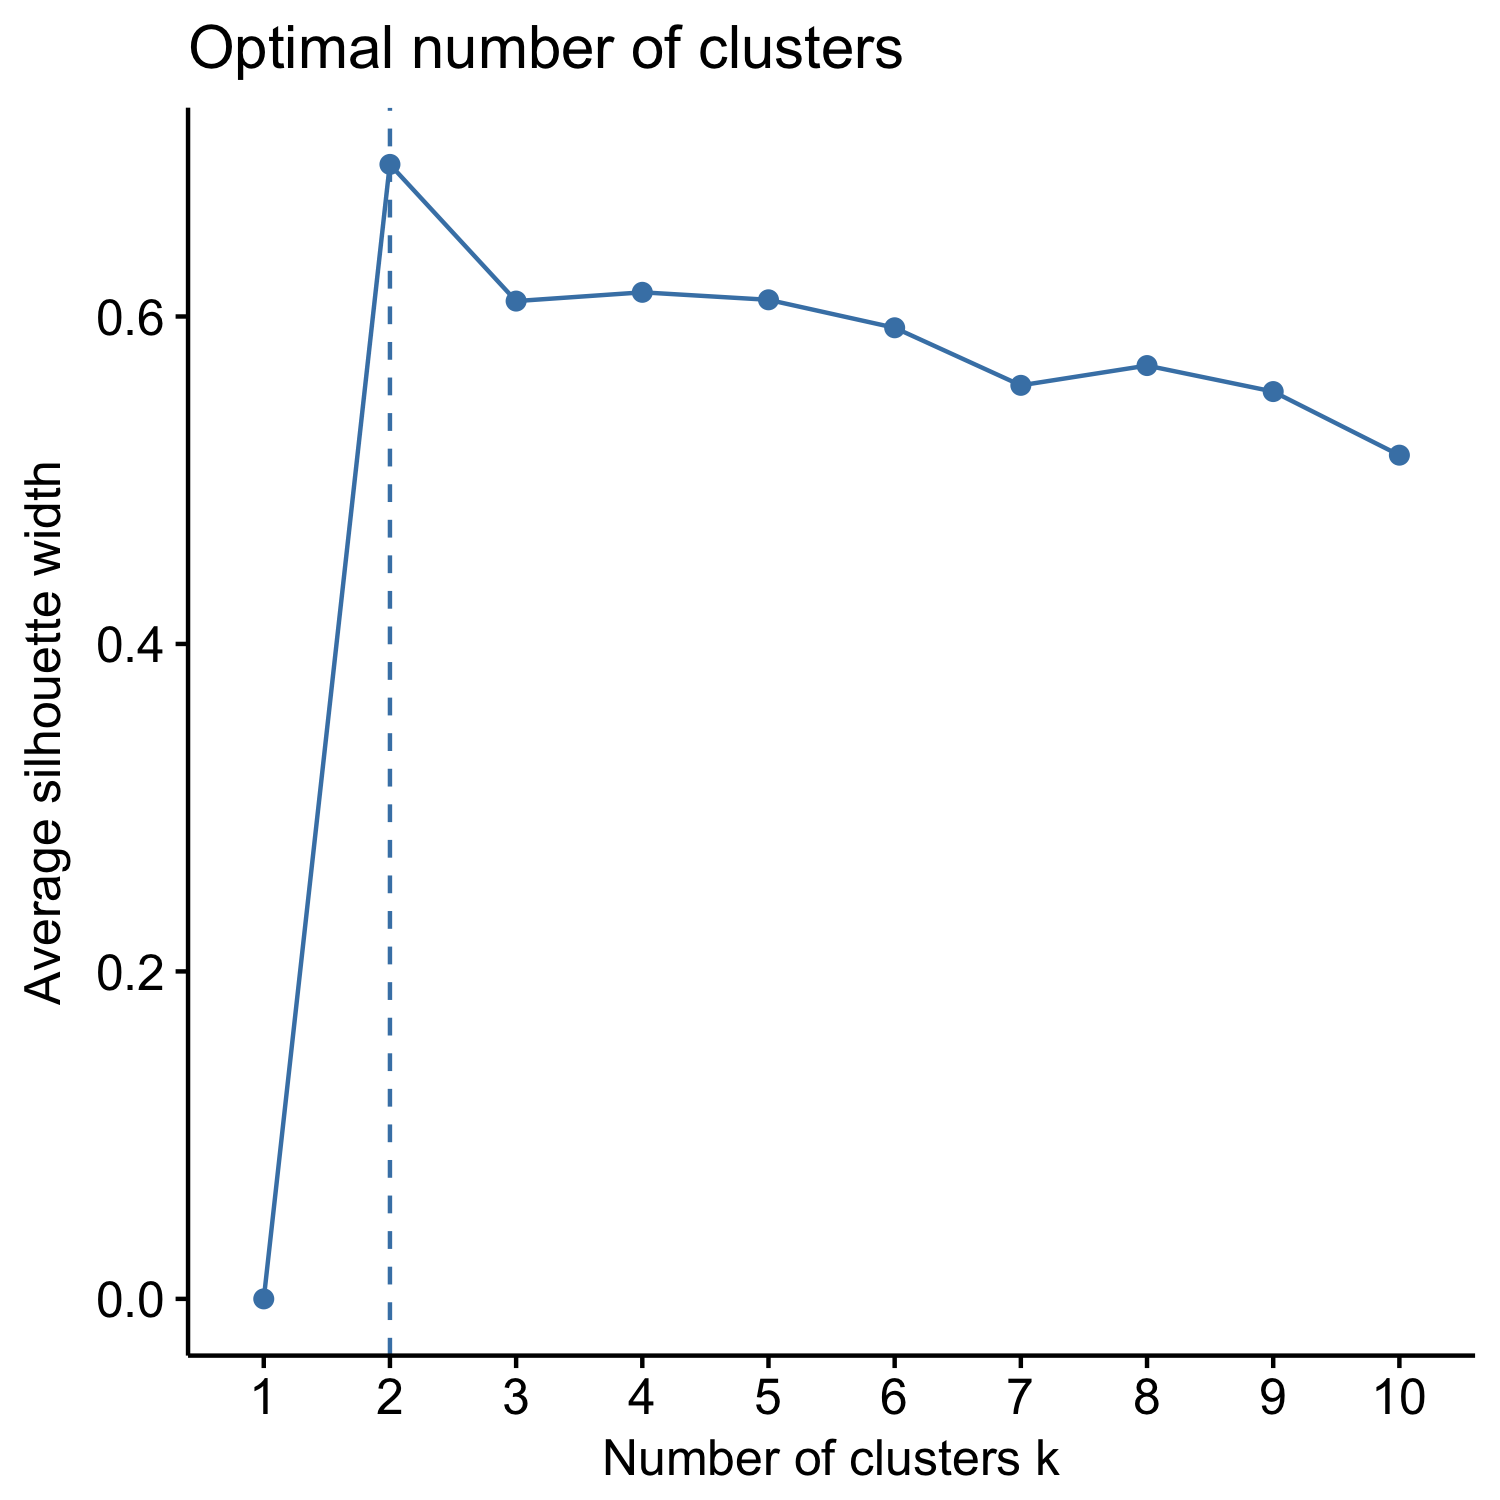 Optimal number of clusters
Average silhouette width
0.6
0.4
0.2
0.0
1 2 3 4 5 6 7 8 9 10
Number of clusters k